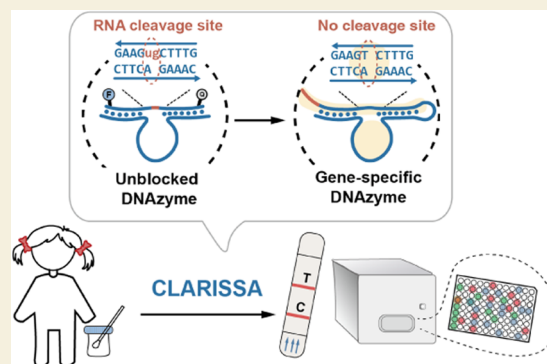 RNA cleavage site
GAAGugCTTTG
CTTCA GAAAC
F
Q
Unblocked
DNAzyme
No cleavage site
GAAGT CTTTG
CTTCA GAAAC
Gene-specific
DNAzyme
CLARISSA
T
C